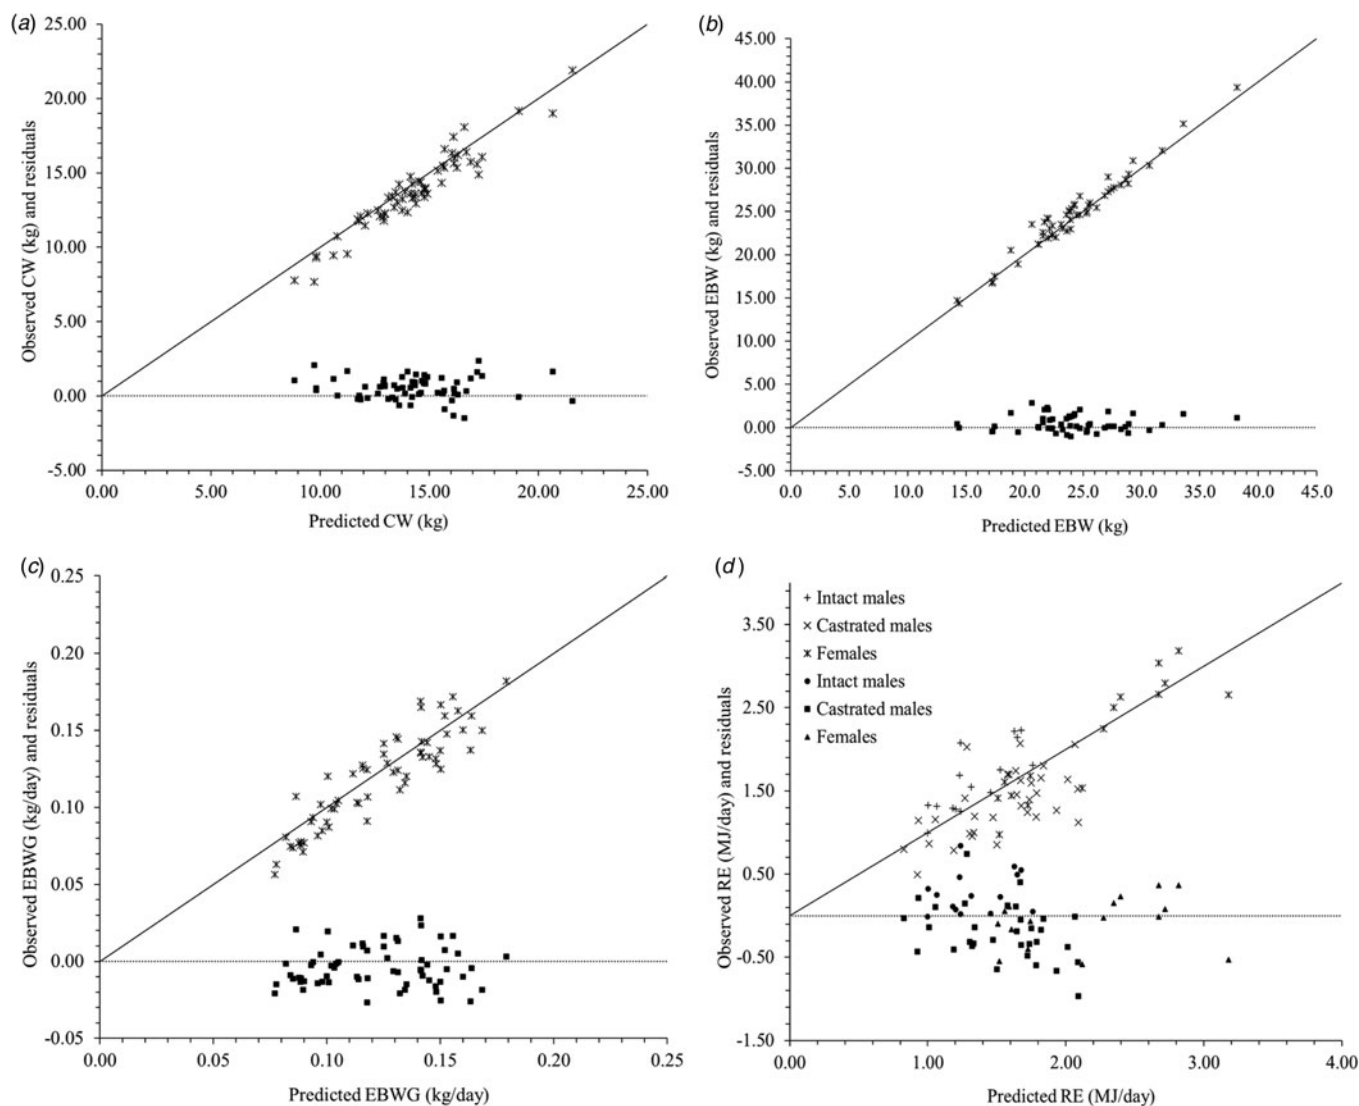 (a)
25.00
20.00
15.00
10.00
5.00
0.00
-5.00
Observed CW (kg) and residuals
0.00 5.00 10.00 15.00 20.00 25.00
Predicted CW (kg)
(b)
45.00
40.00
35.00
30.00
25.00
20.00
15.00
10.00
5.00
0.00
-5.00
Observed EBW (kg) and residuals
0.0 5.0 10.0 15.0 20.0 25.0 30.0 35.0 40.0 45.0
Predicted EBW (kg)
(c)
0.25
0.20
0.15
0.10
0.05
0.00
-0.05
Observed EBWG (kg/day) and residuals
0.00 0.05 0.10 0.15 0.20 0.25
Predicted EBWG (kg/day)
(d)
3.50
2.50
1.50
0.50
-0.50
-1.50
Observed RE (MJ/day) and residuals
Intact males
Castrated males
Females
Intact males
Castrated males
Females
0.00 1.00 2.00 3.00 4.00
Predicted RE (MJ/day)